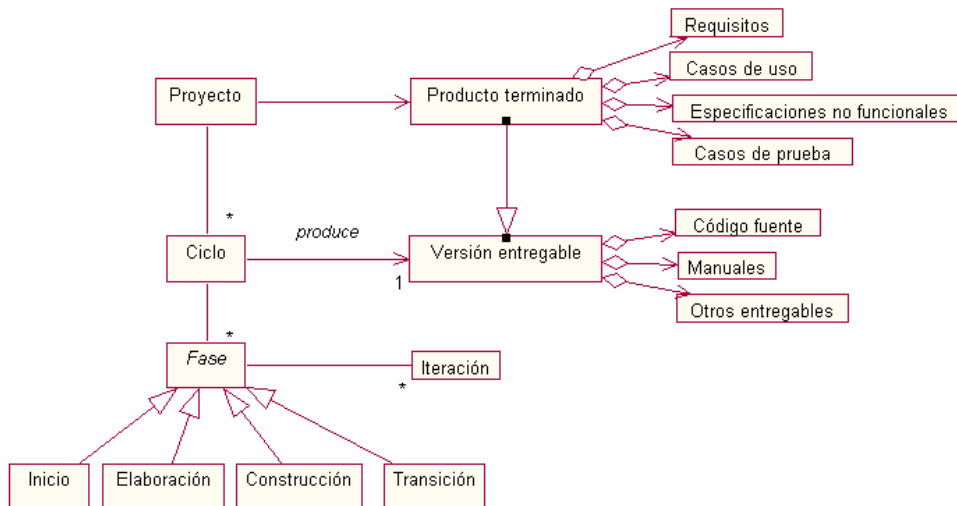 Requisitos
Casos de uso
Proyecto
Producto terminado
Especificaciones no funcionales
Casos de prueba
*
produce
Código fuente
Ciclo
Versión entregable
Manuales
1
Otros entregables
*
Fase
Iteración
*
Inicio
Elaboración
Construcción
Transición